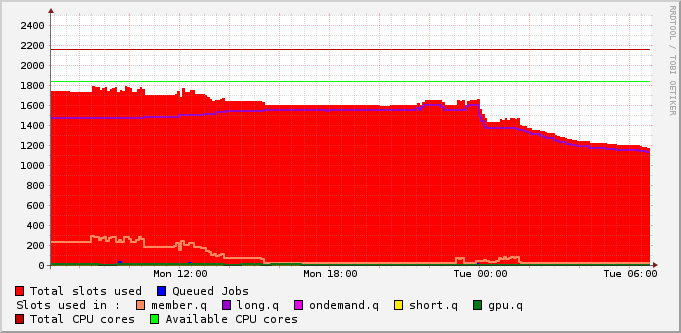 RRDTOOL / TOBI OETIKER
2400
2200
2000
1800
1600
1400
1200
1000
800
600
400
200
0
Mon 12:00 Mon 18:00 Tue 00:00 Tue 06:00
Total slots used Queued Jobs
Slots used in : member.q long.q ondemand.q short.q gpu.q
Total CPU cores Available CPU cores